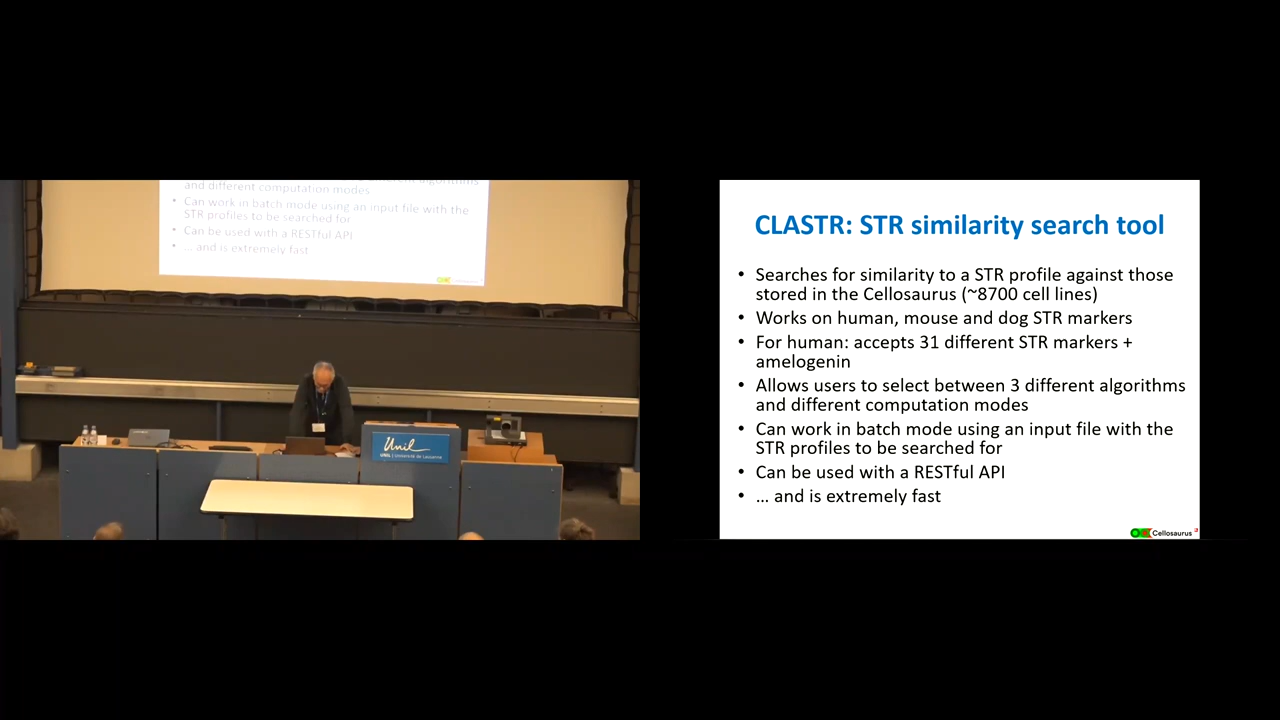 and different computation modes
• Can work in batch mode using an input file with the
STR profiles to be searched for
• Can be used with a RESTful API
• ... and is extremely fast
Unil
UNIL | Université de Lausanne
CLASTR: STR similarity search tool
• Searches for similarity to a STR profile against those
stored in the Cellosaurus (~8700 cell lines)
• Works on human, mouse and dog STR markers
• For human: accepts 31 different STR markers +
amelogenin
• Allows users to select between 3 different algorithms
and different computation modes
• Can work in batch mode using an input file with the
STR profiles to be searched for
• Can be used with a RESTful API
• ... and is extremely fast
Cellosaurus